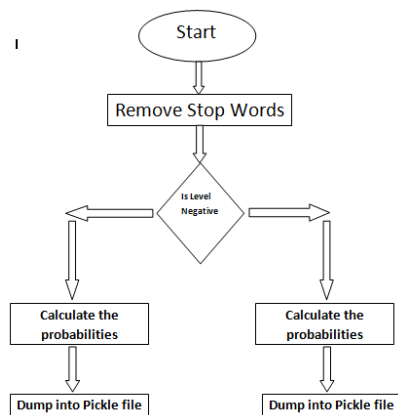 Start
I
Remove Stop Words
Is Level
Negative
Calculate the
probabilities
Calculate the
probabilities
Dump into Pickle file
Dump into Pickle file